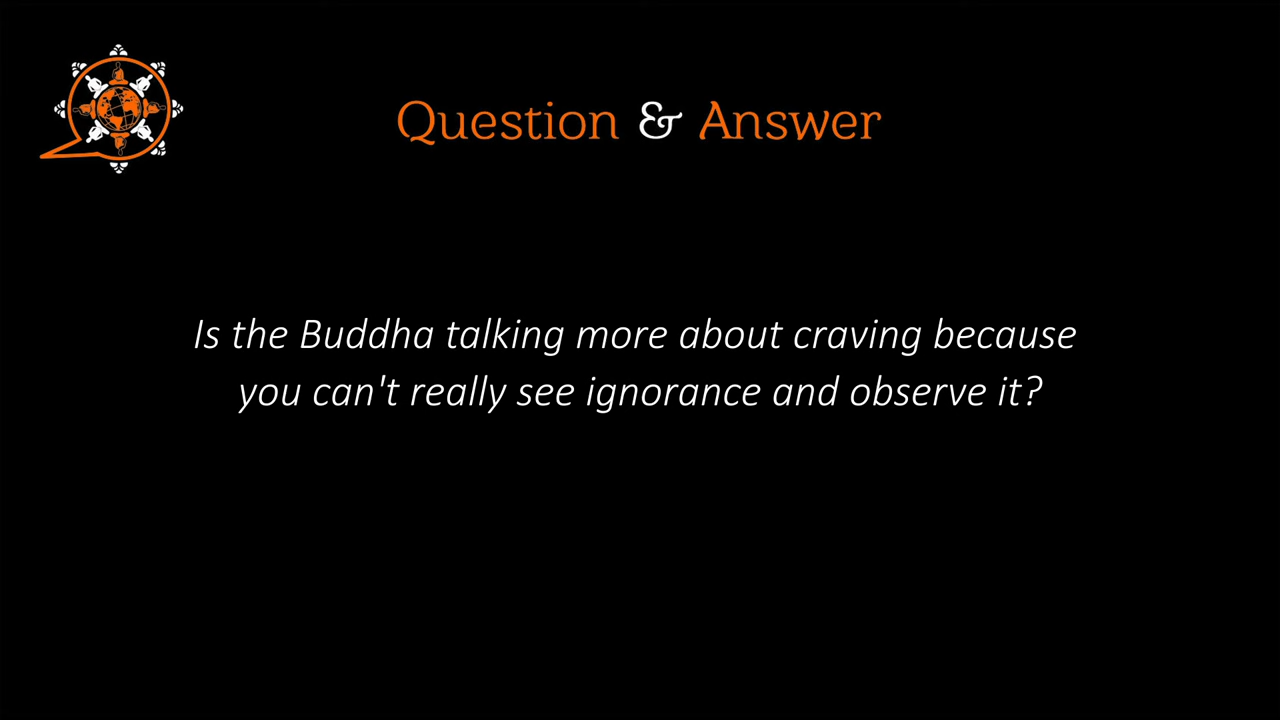 Question & Answer
Is the Buddha talking more about craving because
you can't really see ignorance and observe it?